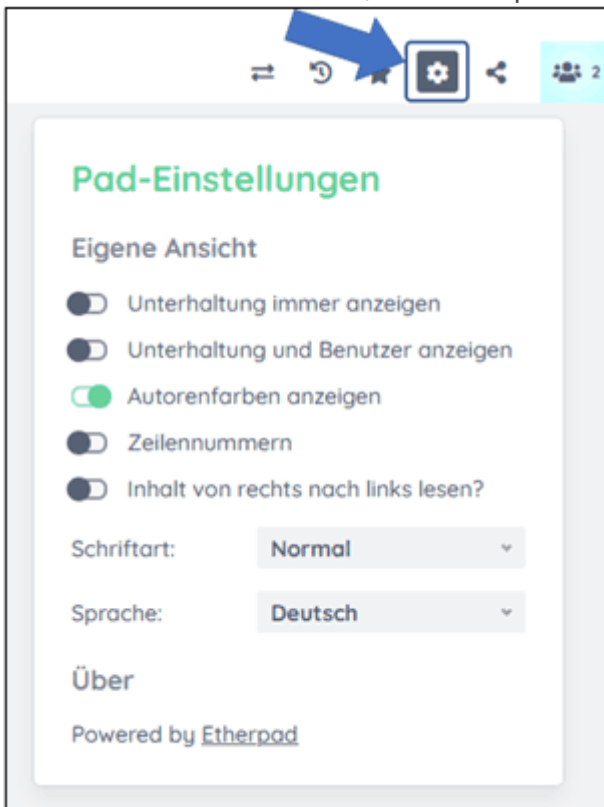 2
Pad-Einstellungen
Eigene Ansicht
Unterhaltung immer anzeigen
Unterhaltung und Benutzer anzeigen
Autorenfarben anzeigen
Zeilennummern
Inhalt von rechts nach links lesen?
Schriftart: Normal
Sprache: Deutsch
Über
Powered by Etherpad